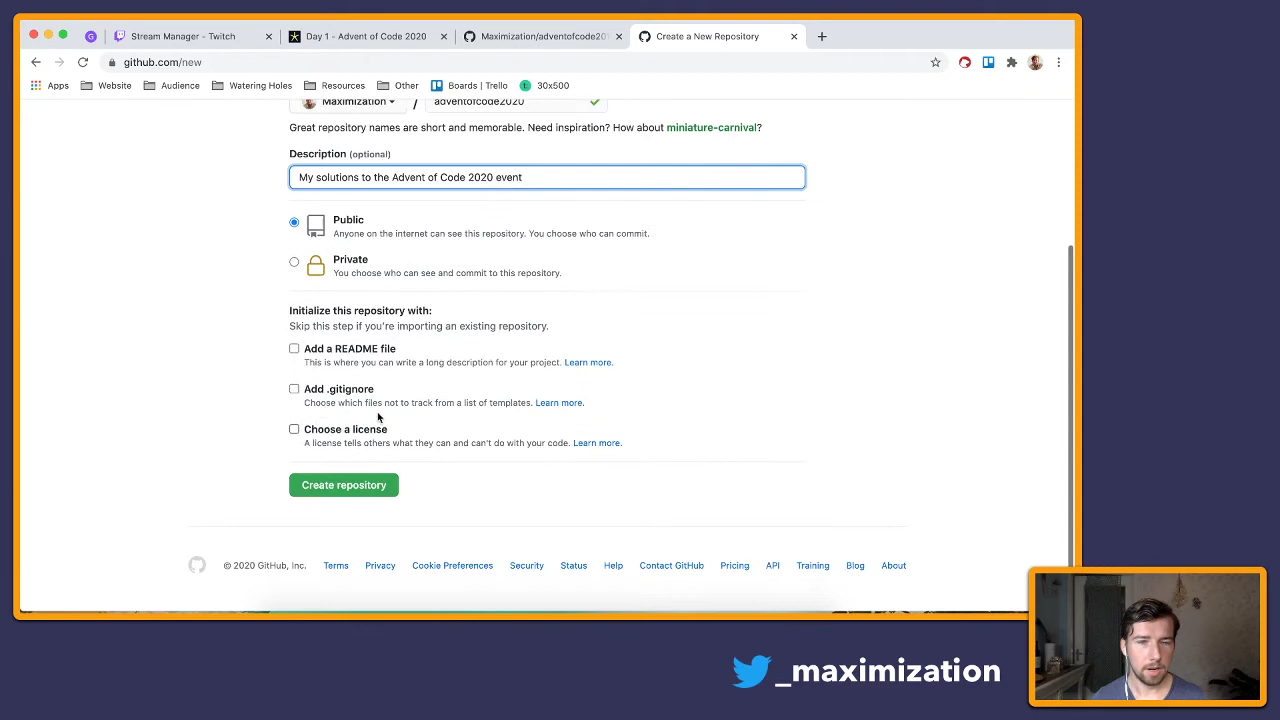 Stream Manager - Twitch
Day 1 - Advent of Code 2020
Maximization/adventofcode20
Create a New Repository
github.com/new
Apps
Website
Audience
Watering Holes
Resources
Other
Boards | Trello
30x500
Maximization / adventofcode2020
Great repository names are short and memorable. Need inspiration? How about miniature-carnival?
Description (optional)
My solutions to the Advent of Code 2020 event
Public
Anyone on the internet can see this repository. You choose who can commit.
Private
You choose who can see and commit to this repository.
Initialize this repository with:
Skip this step if you're importing an existing repository.
Add a README file
This is where you can write a long description for your project. Learn more.
Add .gitignore
Choose which files not to track from a list of templates. Learn more.
Choose a license
A license tells others what they can and can't do with your code. Learn more.
Create repository
© 2020 GitHub, Inc. Terms Privacy Cookie Preferences Security Status Help Contact GitHub Pricing API Training Blog About
_maximization